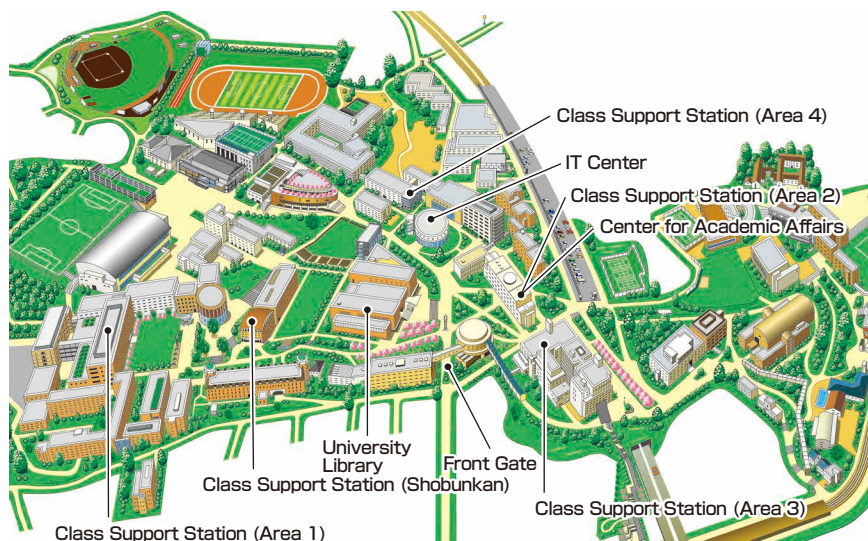 Class Support Station (Area 4)
IT Center
Class Support Station (Area 2)
Center for Academic Affairs
University
Library
Front Gate
Class Support Station (Shobunkan)
Class Support Station (Area 3)
Class Support Station (Area 1)